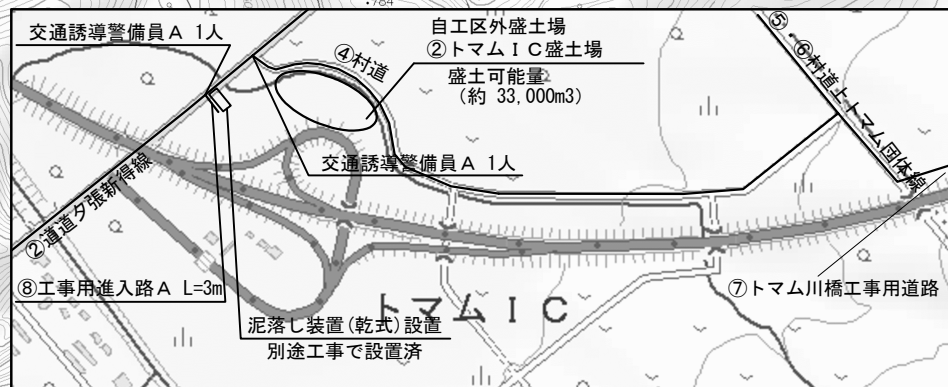 ・784
交通誘導警備員A 1人
自工区外盛土場
②トマムIC盛土場
盛土可能量
(約 33,000m3)
④村道
⑤・⑥村道上トマム団体線
交通誘導警備員A 1人
②道道夕張新得線
⑧工事用進入路A L=3m
泥落し装置(乾式)設置
別途工事で設置済
トマムIC
⑦トマム川橋工事用道路